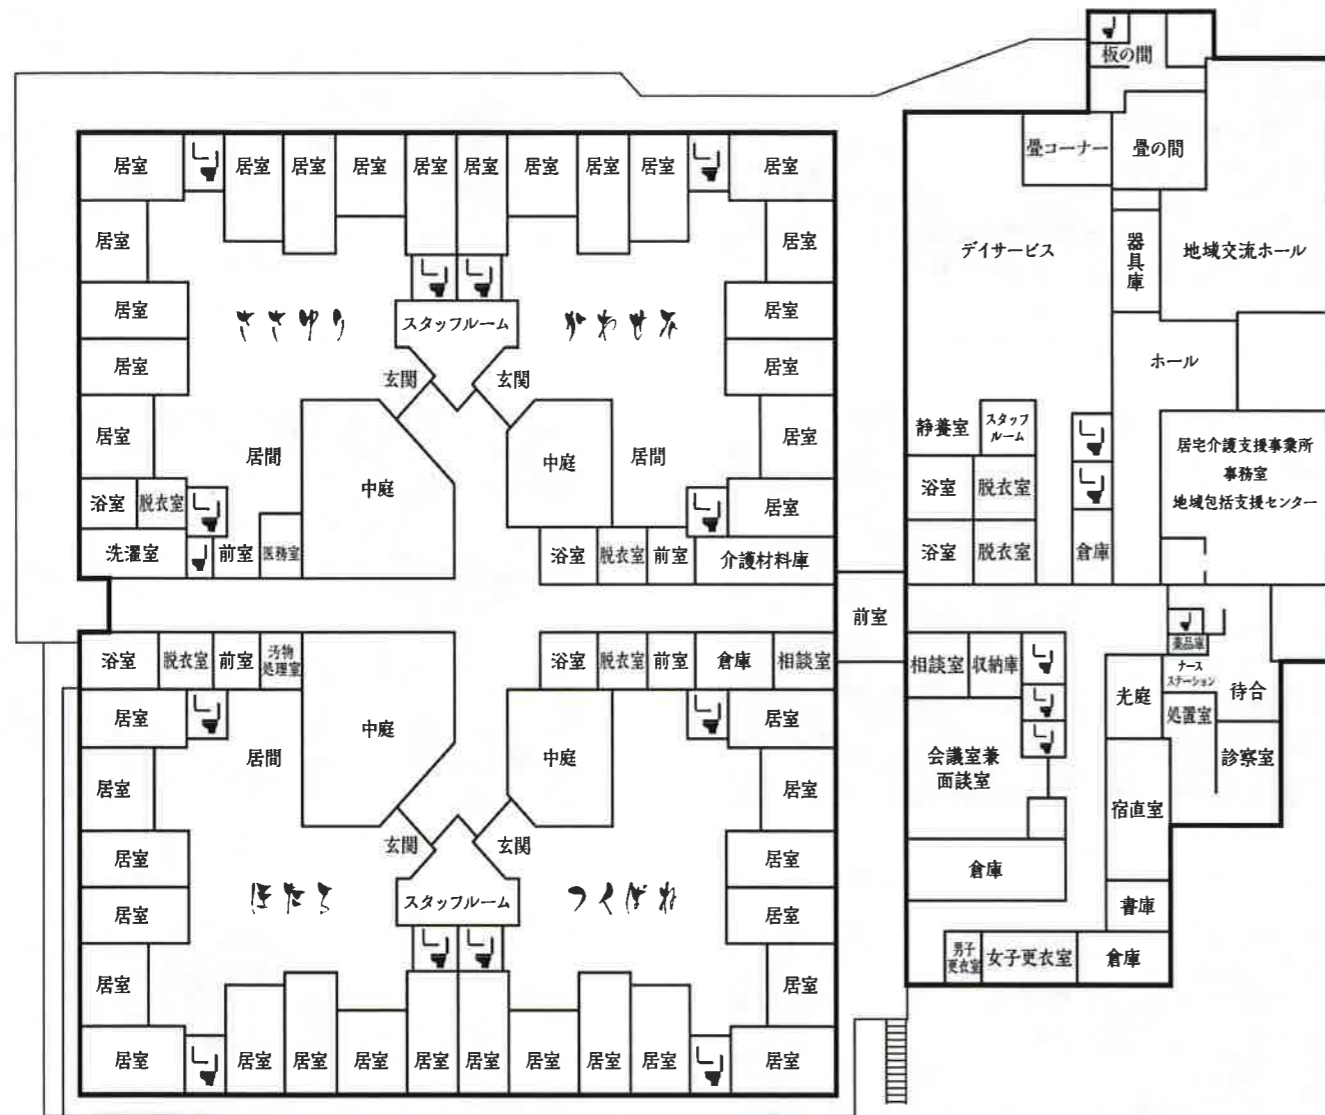 板の間
畳コーナー
畳の間
居室
居室
居室
居室
居室
居室
居室
居室
居室
居室
居室
居室
デイサービス
器具庫
地域交流ホール
居室
居室
ささゆり
スタッフルーム
かわせみ
ホール
居室
玄関
玄関
居室
居室
居間
中庭
中庭
居間
居室
静養室
スタッフ
ルーム
居宅介護支援事業所
事務室
地域包括支援センター
浴室
脱衣室
居室
浴室
脱衣室
洗濯室
前室
医務室
浴室
脱衣室
前室
介護材料庫
浴室
脱衣室
倉庫
前室
浴室
脱衣室
前室
汚物
処理室
浴室
脱衣室
前室
倉庫
相談室
相談室
収納庫
薬品庫
ナース
ステーション
待合
居室
居間
中庭
中庭
居室
光庭
処置室
診察室
居室
居室
会議室兼
面談室
宿直室
居室
玄関
玄関
居室
倉庫
居室
ほたる
スタッフルーム
つくばね
居室
書庫
居室
居室
男子
更衣室
女子更衣室
倉庫
居室
居室
居室
居室
居室
居室
居室
居室
居室
居室